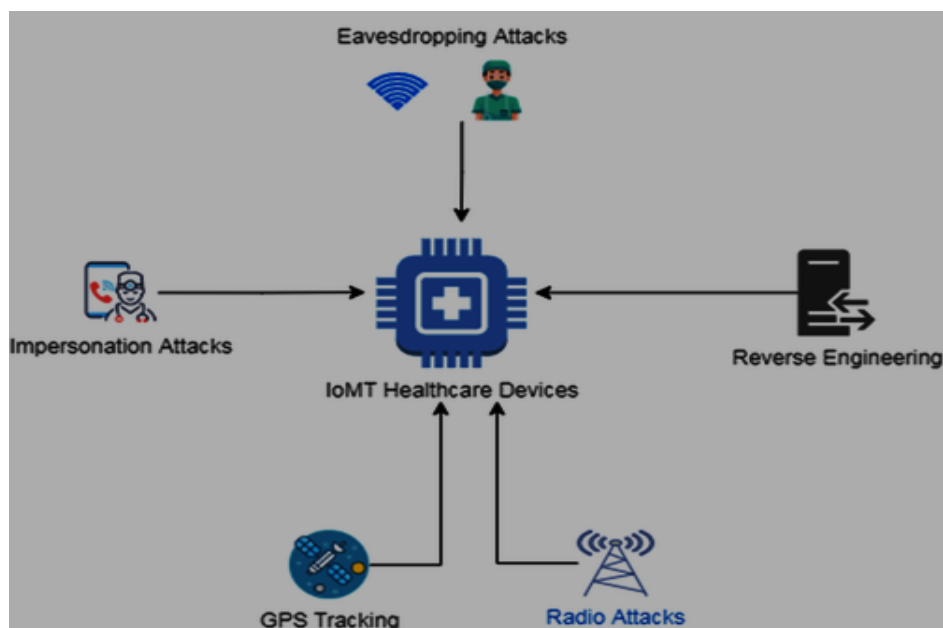 Eavesdropping Attacks
Impersonation Attacks
Reverse Engineering
IoMT Healthcare Devices
GPS Tracking
Radio Attacks